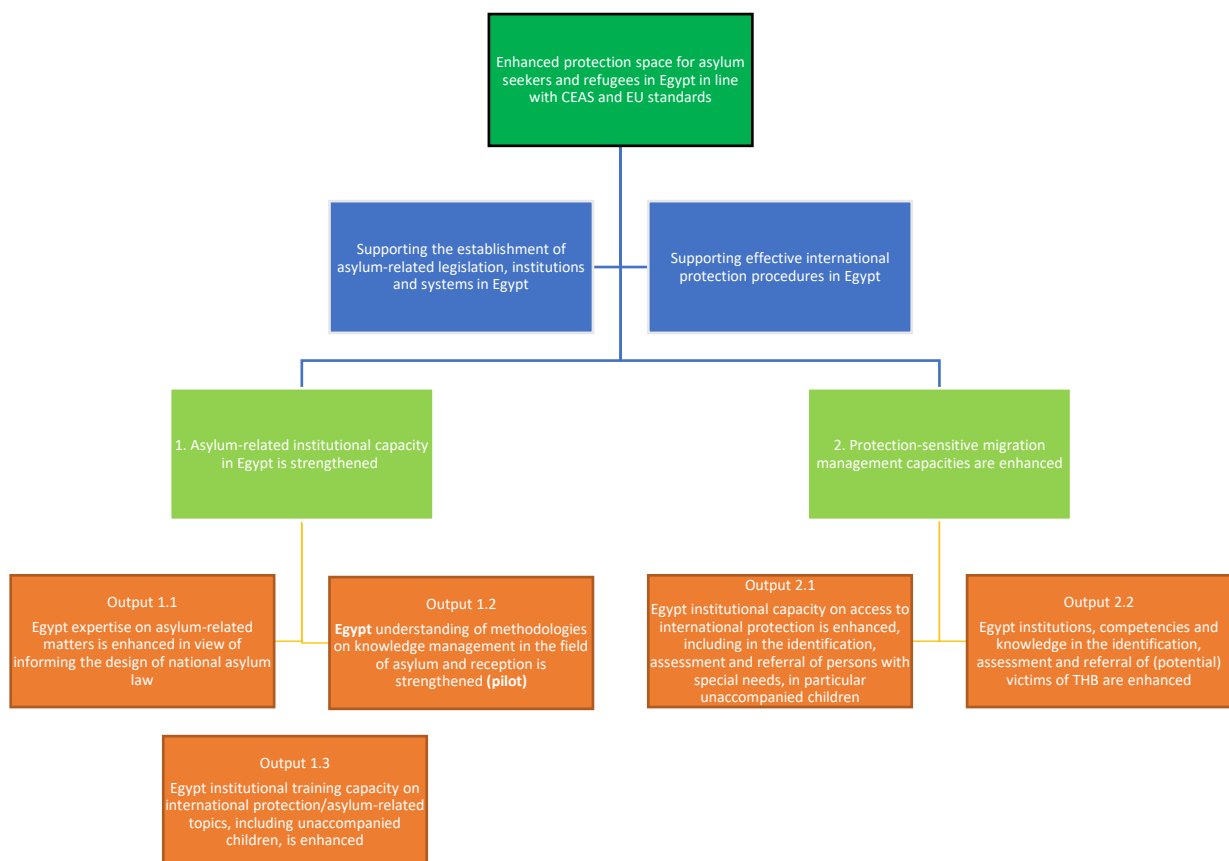 Enhanced protection space for asylum
seekers and refugees in Egypt in line
with CEAS and EU standards
Supporting the establishment of
asylum-related legislation, institutions
and systems in Egypt
Supporting effective international
protection procedures in Egypt
1. Asylum-related institutional capacity
in Egypt is strengthened
2. Protection-sensitive migration
management capacities are enhanced
Output 1.1
Egypt expertise on asylum-related
matters is enhanced in view of
informing the design of national asylum
law
Output 1.2
Egypt understanding of methodologies
on knowledge management in the field
of asylum and reception is
strengthened (pilot)
Output 2.1
Egypt institutional capacity on access to
international protection is enhanced,
including in the identification,
assessment and referral of persons with
special needs, in particular
unaccompanied children
Output 2.2
Egypt institutions, competencies and
knowledge in the identification,
assessment and referral of (potential)
victims of THB are enhanced
Output 1.3
Egypt institutional training capacity on
international protection/asylum-related
topics, including unaccompanied
children, is enhanced